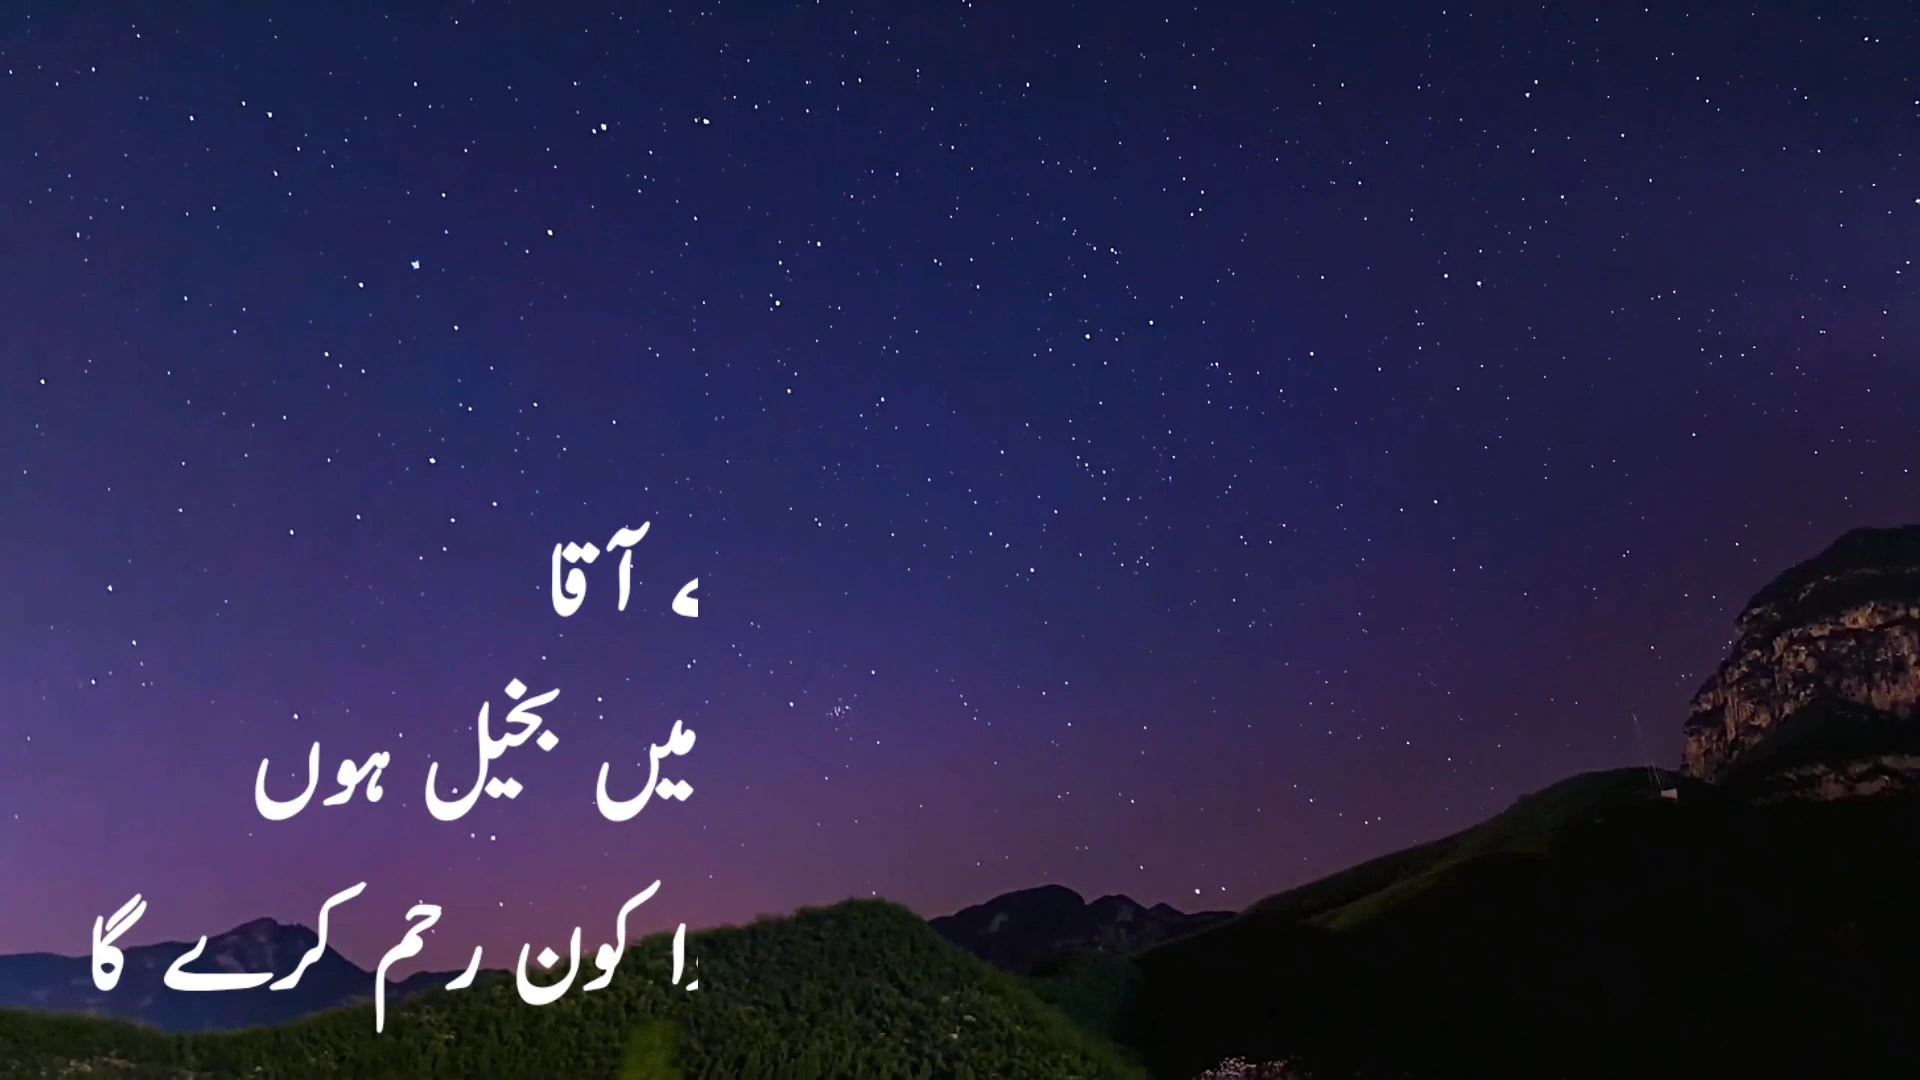 ، آقا
میں بخیل ہوں
کون رحم کرے گا